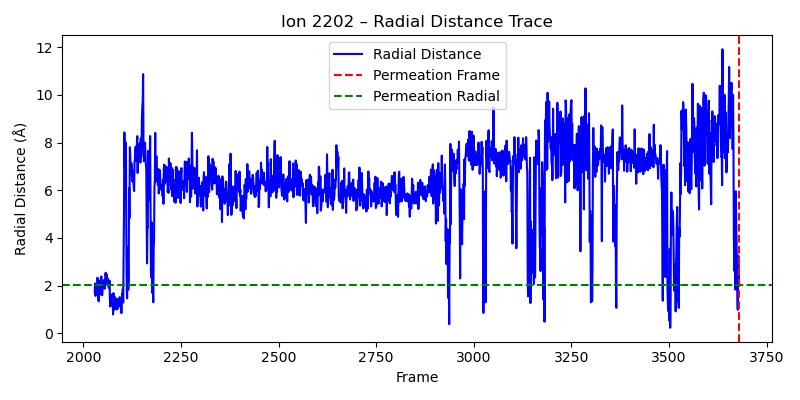 Ion 2202 – Radial Distance Trace
Radial Distance
Permeation Frame
Permeation Radial
Radial Distance (Å)
12
10
8
6
4
2
0
2000 2250 2500 2750 3000 3250 3500 3750
Frame